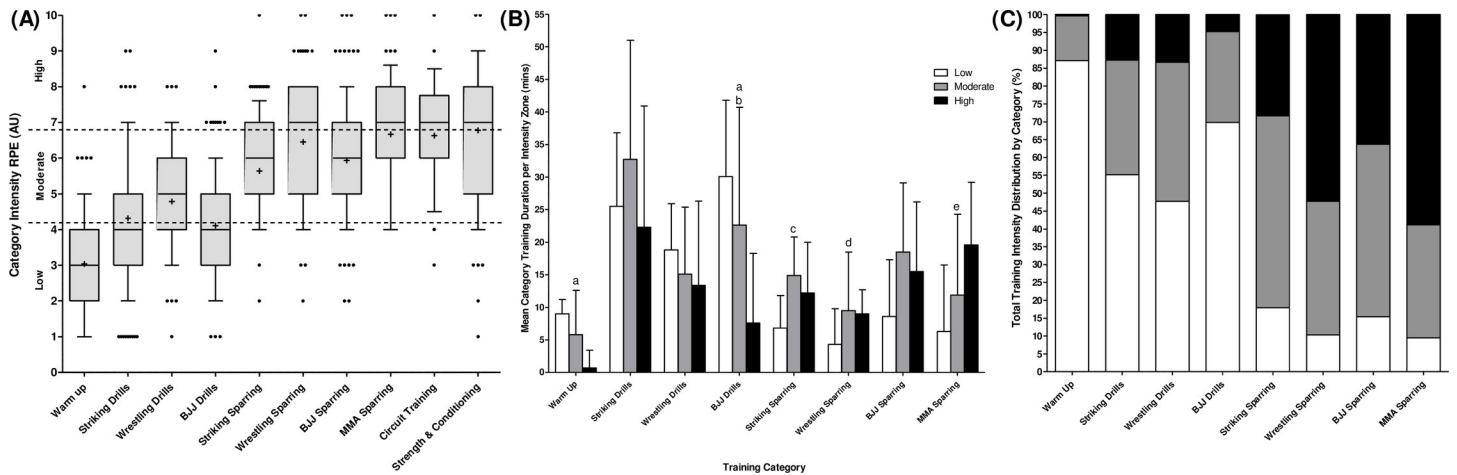 (A)
Category Intensity RPE (AU)
High
Moderate
Low
10
9
8
7
6
5
4
3
2
1
0
Warm up
Striking Drills
Wrestling Drills
BJJ Drills
Striking Sparring
Wrestling Sparring
BJJ Sparring
MMA Sparring
Circuit Training
Strength & Conditioning
(B)
Mean Category Training Duration per Intensity Zone (mins)
55
50
45
40
35
30
25
20
15
10
5
0
Low
Moderate
High
a
a
b
c
d
e
Warm Up
Striking Drills
Wrestling Drills
BJJ Drills
Striking Sparring
Wrestling Sparring
BJJ Sparring
MMA Sparring
Training Category
(C)
Total Training Intensity Distribution by Category (%)
100
95
90
85
80
75
70
65
60
55
50
45
40
35
30
25
20
15
10
5
0
Warm Up
Striking Drills
Wrestling Drills
BJJ Drills
Striking Sparring
Wrestling Sparring
BJJ Sparring
MMA Sparring